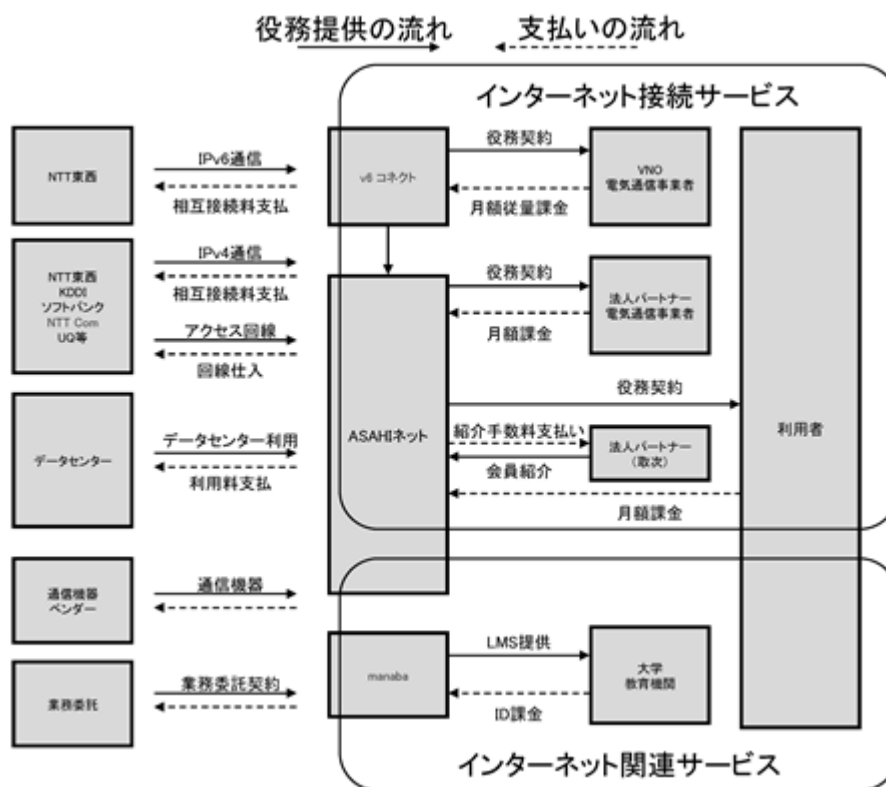 役務提供の流れ
支払いの流れ
インターネット接続サービス
NTT東西
IPv6通信
相互接続料支払
v6 コネクト
役務契約
月額従量課金
VNO
電気通信事業者
NTT東西
KDDI
ソフトバンク
NTT Com
UQ等
IPv4通信
相互接続料支払
アクセス回線
回線仕入
役務契約
月額課金
法人パートナー
電気通信事業者
データセンター
データセンター利用
利用料支払
ASAHIネット
役務契約
紹介手数料支払い
会員紹介
法人パートナー
(取次)
月額課金
利用者
通信機器
ベンダー
通信機器
業務委託
業務委託契約
manaba
LMS提供
ID課金
大学
教育機関
インターネット関連サービス